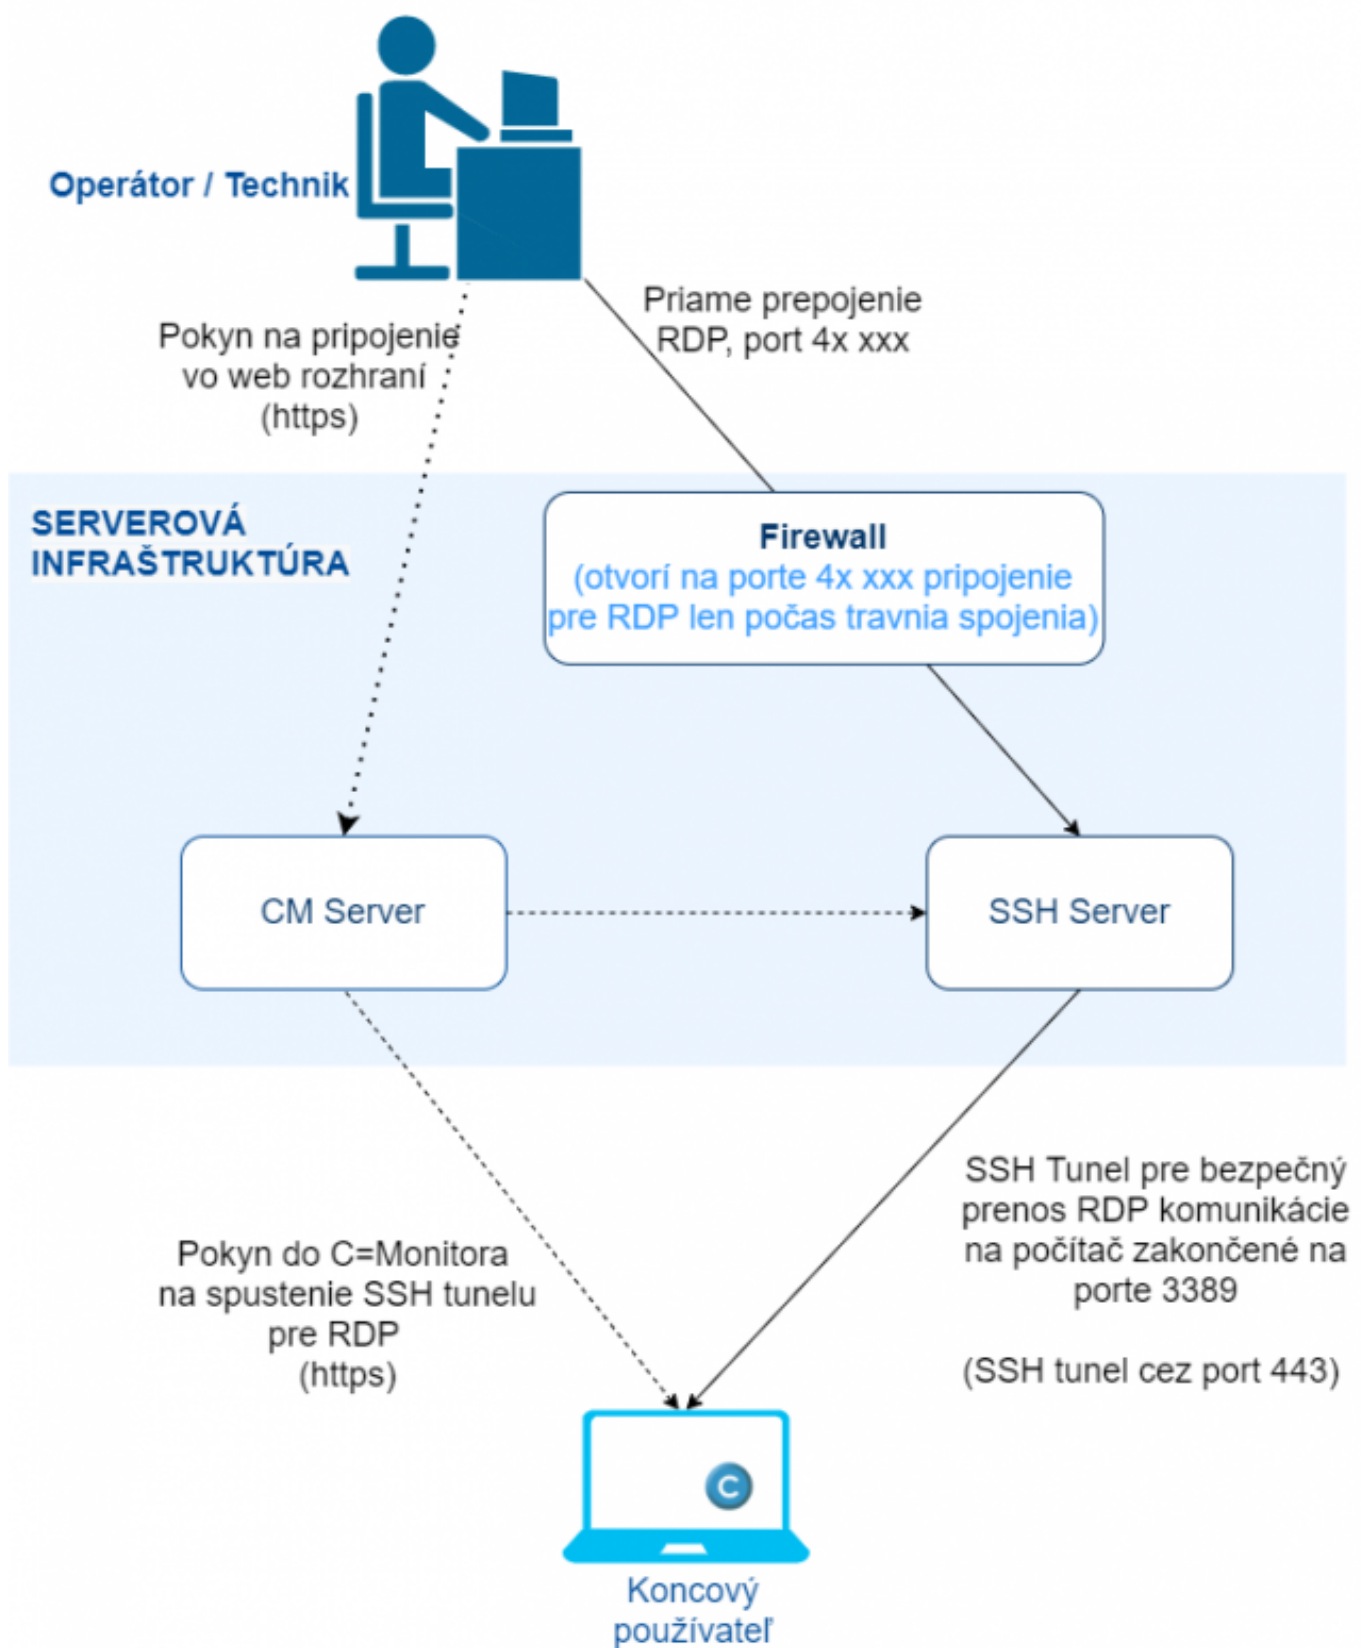 Operátor / Technik
Priame prepojenie
RDP, port 4x xxx
Pokyn na pripojenie
vo web rozhraní
(https)
SERVEROVÁ
INFRAŠTRUKTÚRA
Firewall
(otvorí na porte 4x xxx pripojenie
pre RDP len počas travnia spojenia)
CM Server
SSH Server
SSH Tunel pre bezpečný
prenos RDP komunikácie
na počítač zakončené na
porte 3389
(SSH tunel cez port 443)
Pokyn do C=Monitora
na spustenie SSH tunelu
pre RDP
(https)
C
Koncový
používateľ